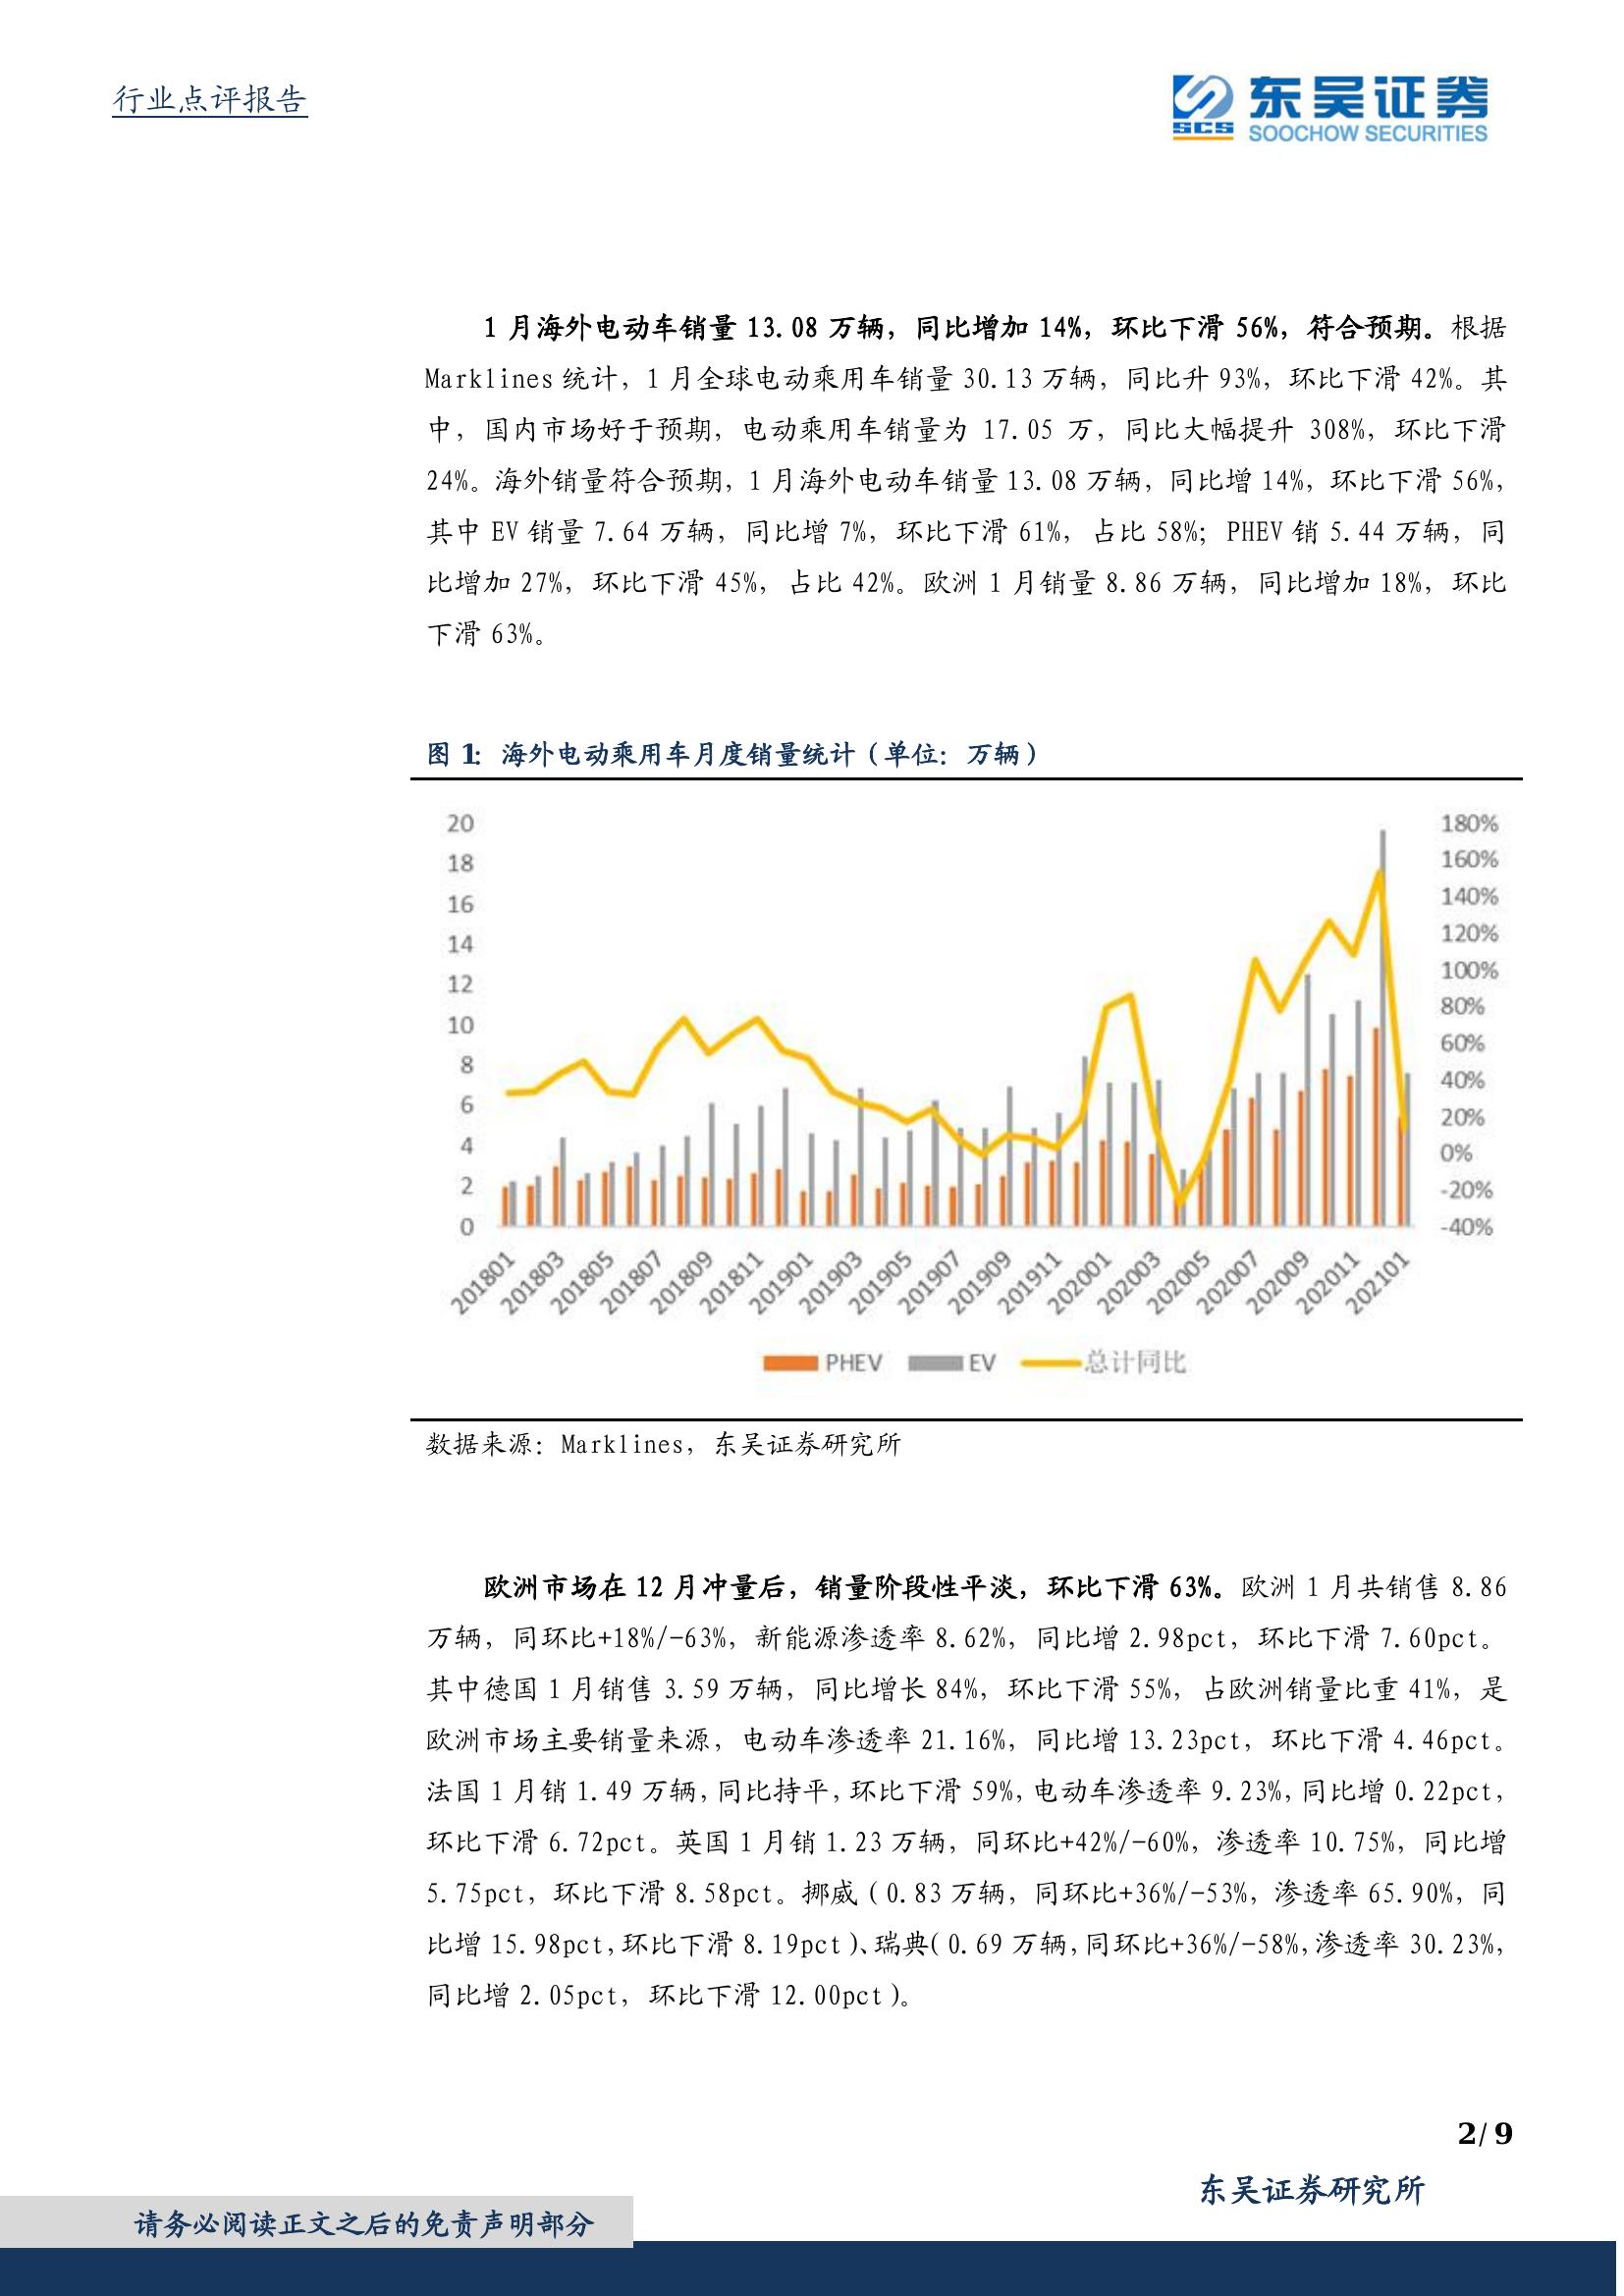 行业点评报告
东吴证券
SCS
SOOCHOW SECURITIES
1 月海外电动车销量 13.08 万辆，同比增加 14%，环比下滑 56%，符合预期。根据
Marklines 统计，1 月全球电动乘用车销量 30.13 万辆，同比升 93%，环比下滑 42%。其
中，国内市场好于预期，电动乘用车销量为 17.05 万，同比大幅提升 308%，环比下滑
24%。海外销量符合预期，1 月海外电动车销量 13.08 万辆，同比增 14%，环比下滑 56%，
其中 EV 销量 7.64 万辆，同比增 7%，环比下滑 61%，占比 58%；PHEV 销 5.44 万辆，同
比增加 27%，环比下滑 45%，占比 42%。欧洲 1 月销量 8.86 万辆，同比增加 18%，环比
下滑 63%。
图 1：海外电动乘用车月度销量统计（单位：万辆）
20 180%
18 160%
16 140%
14 120%
12 100%
10 80%
8 60%
6 40%
4 20%
2 0%
0 -20%
-40%
201801 201803 201805 201807 201809 201811 201901 201903 201905 201907 201909 201911 202001 202003 202005 202007 202009 202011 202101
PHEV EV 总计同比
数据来源：Marklines，东吴证券研究所
欧洲市场在 12 月冲量后，销量阶段性平淡，环比下滑 63%。欧洲 1 月共销售 8.86
万辆，同环比+18%/-63%，新能源渗透率 8.62%，同比增 2.98pct，环比下滑 7.60pct。
其中德国 1 月销售 3.59 万辆，同比增长 84%，环比下滑 55%，占欧洲销量比重 41%，是
欧洲市场主要销量来源，电动车渗透率 21.16%，同比增 13.23pct，环比下滑 4.46pct。
法国 1 月销 1.49 万辆，同比持平，环比下滑 59%，电动车渗透率 9.23%，同比增 0.22pct，
环比下滑 6.72pct。英国 1 月销 1.23 万辆，同环比+42%/-60%，渗透率 10.75%，同比增
5.75pct，环比下滑 8.58pct。挪威（0.83 万辆，同环比+36%/-53%，渗透率 65.90%，同
比增 15.98pct，环比下滑 8.19pct）、瑞典（0.69 万辆，同环比+36%/-58%，渗透率 30.23%，
同比增 2.05pct，环比下滑 12.00pct）。
2 / 9
东吴证券研究所
请务必阅读正文之后的免责声明部分